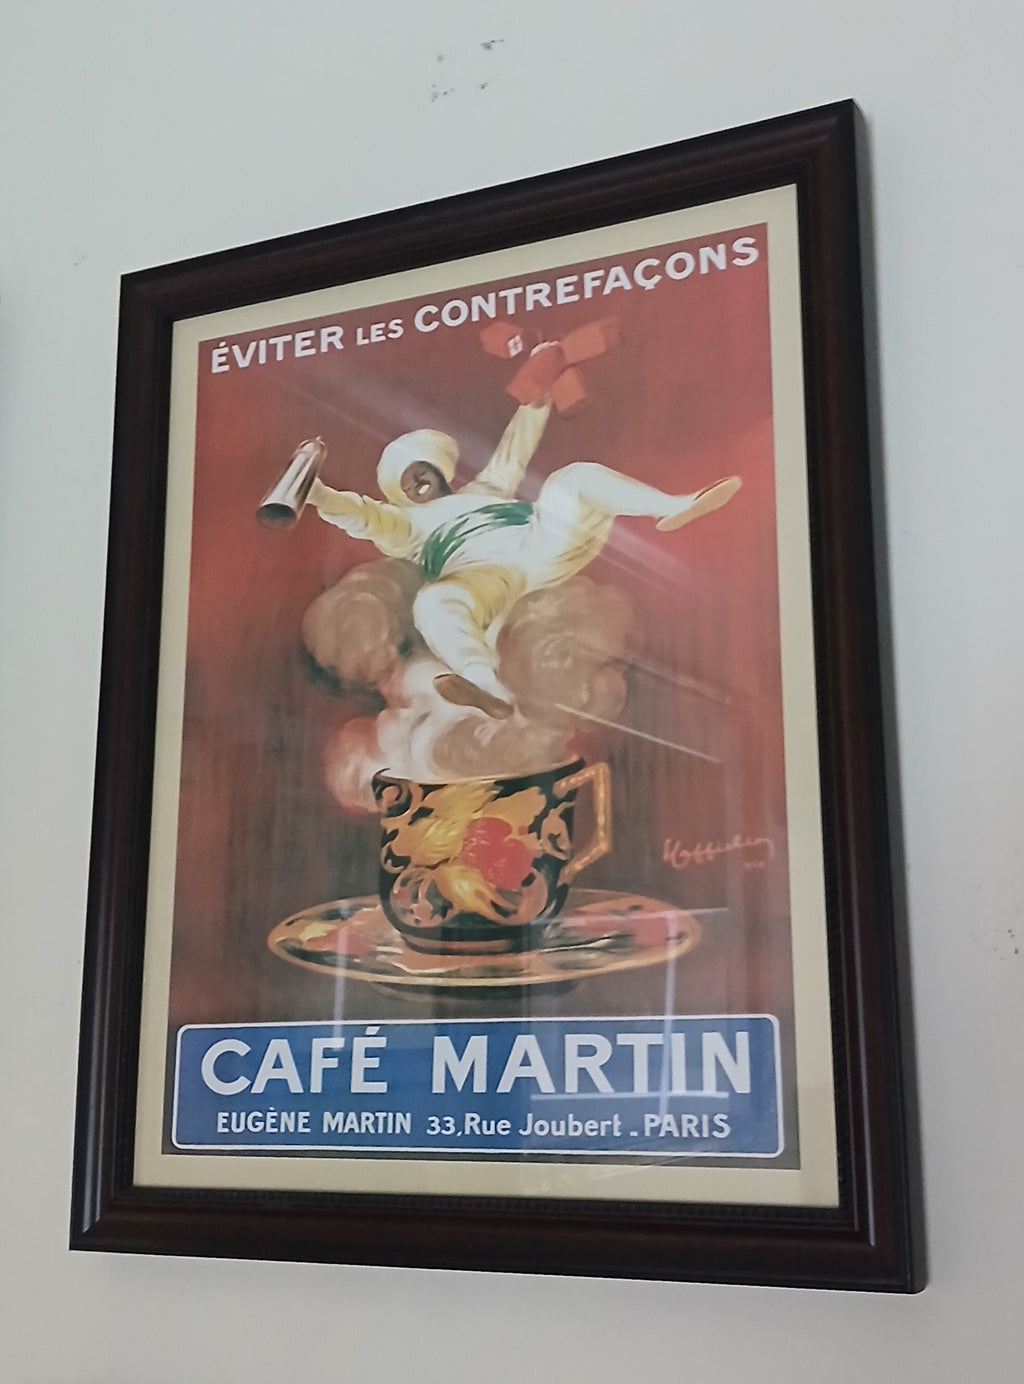 ÉVITER LES CONTREFAÇONS
CAFÉ MARTIN
EUGÈNE MARTIN 33, Rue Joubert - PARIS